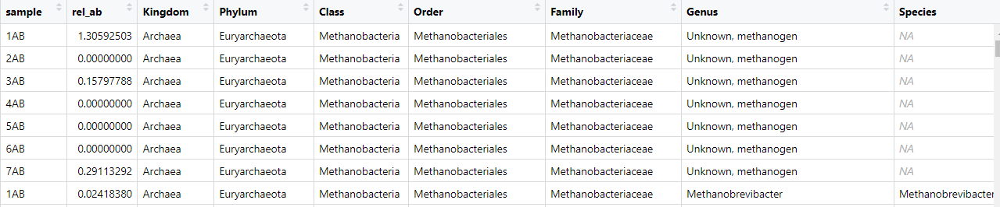 sample rel_ab Kingdom Phylum Class Order Family Genus Species
1AB 1.30592503 Archaea Euryarchaeota Methanobacteria Methanobacteriales Methanobacteriaceae Unknown, methanogen NA
2AB 0.00000000 Archaea Euryarchaeota Methanobacteria Methanobacteriales Methanobacteriaceae Unknown, methanogen NA
3AB 0.15797788 Archaea Euryarchaeota Methanobacteria Methanobacteriales Methanobacteriaceae Unknown, methanogen NA
4AB 0.00000000 Archaea Euryarchaeota Methanobacteria Methanobacteriales Methanobacteriaceae Unknown, methanogen NA
5AB 0.00000000 Archaea Euryarchaeota Methanobacteria Methanobacteriales Methanobacteriaceae Unknown, methanogen NA
6AB 0.00000000 Archaea Euryarchaeota Methanobacteria Methanobacteriales Methanobacteriaceae Unknown, methanogen NA
7AB 0.29113292 Archaea Euryarchaeota Methanobacteria Methanobacteriales Methanobacteriaceae Unknown, methanogen NA
1AB 0.02418380 Archaea Euryarchaeota Methanobacteria Methanobacteriales Methanobacteriaceae Methanobrevibacter Methanobrevibacter